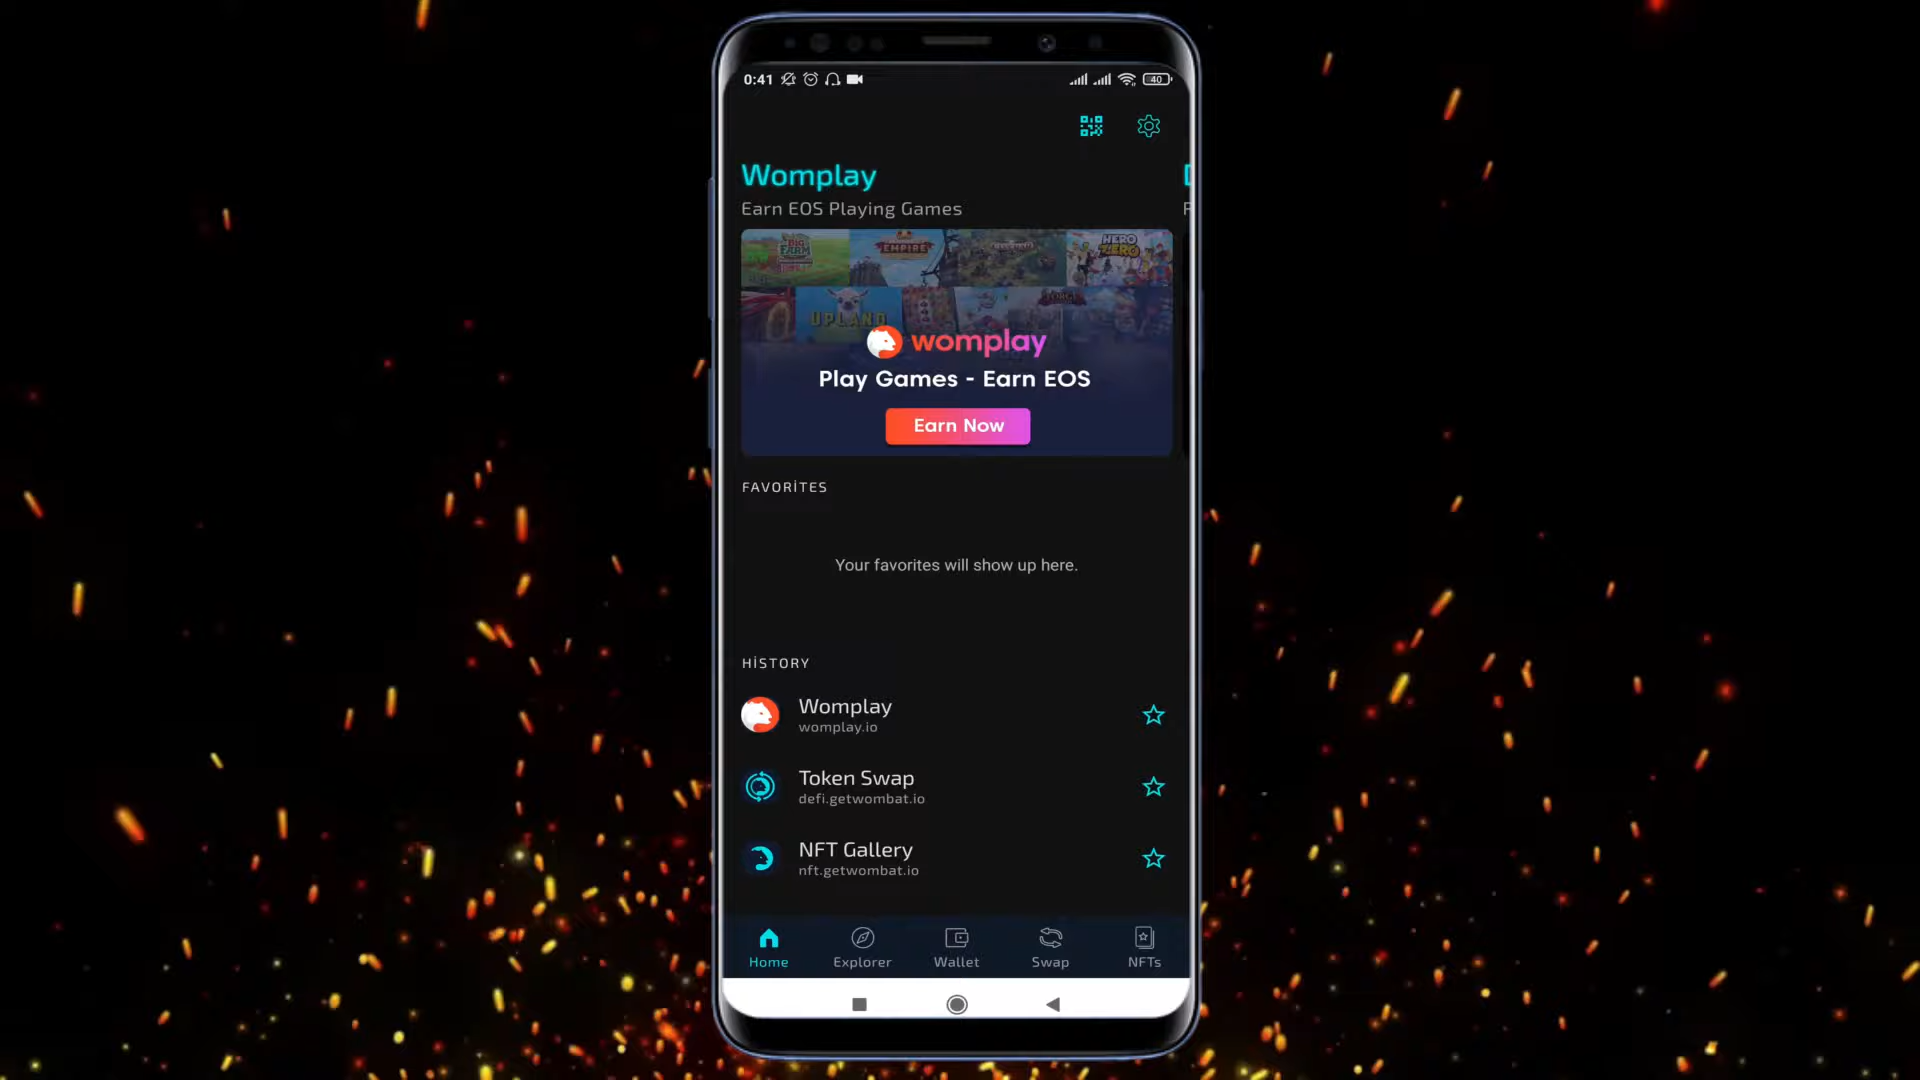 0:41
40
Womplay
Earn EOS Playing Games
BIG FARM
EMPIRE
HERO ZERO
UPLAND
womplay
Play Games - Earn EOS
Earn Now
FAVORİTES
Your favorites will show up here.
HİSTORY
Womplay
womplay.io
Token Swap
defi.getwombat.io
NFT Gallery
nft.getwombat.io
Home Explorer Wallet Swap NFTs